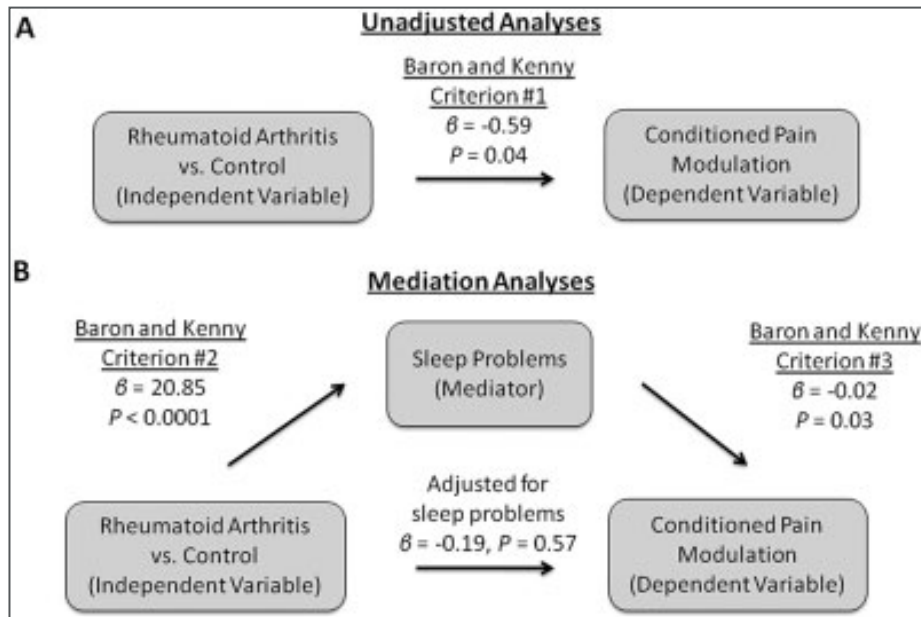 A
Unadjusted Analyses
Baron and Kenny
Criterion #1
β = -0.59
P = 0.04
Rheumatoid Arthritis
vs. Control
(Independent Variable)
Conditioned Pain
Modulation
(Dependent Variable)
B
Mediation Analyses
Baron and Kenny
Criterion #2
β = 20.85
P < 0.0001
Sleep Problems
(Mediator)
Baron and Kenny
Criterion #3
β = -0.02
P = 0.03
Rheumatoid Arthritis
vs. Control
(Independent Variable)
Adjusted for
sleep problems
β = -0.19, P = 0.57
Conditioned Pain
Modulation
(Dependent Variable)